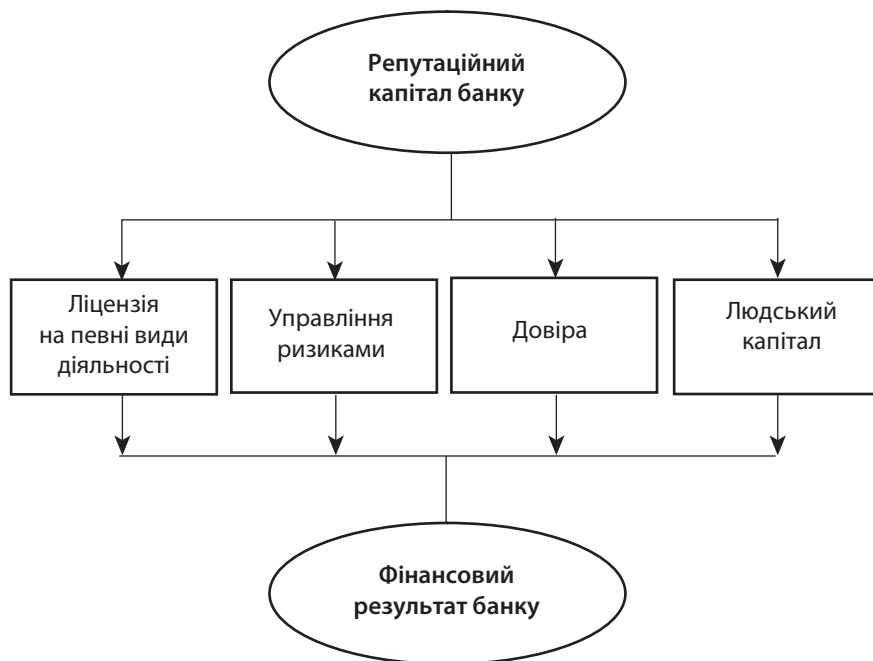 Репутаційний
капітал банку
Ліцензія
на певні види
діяльності
Управління
ризиками
Довіра
Людський
капітал
Фінансовий
результат банку